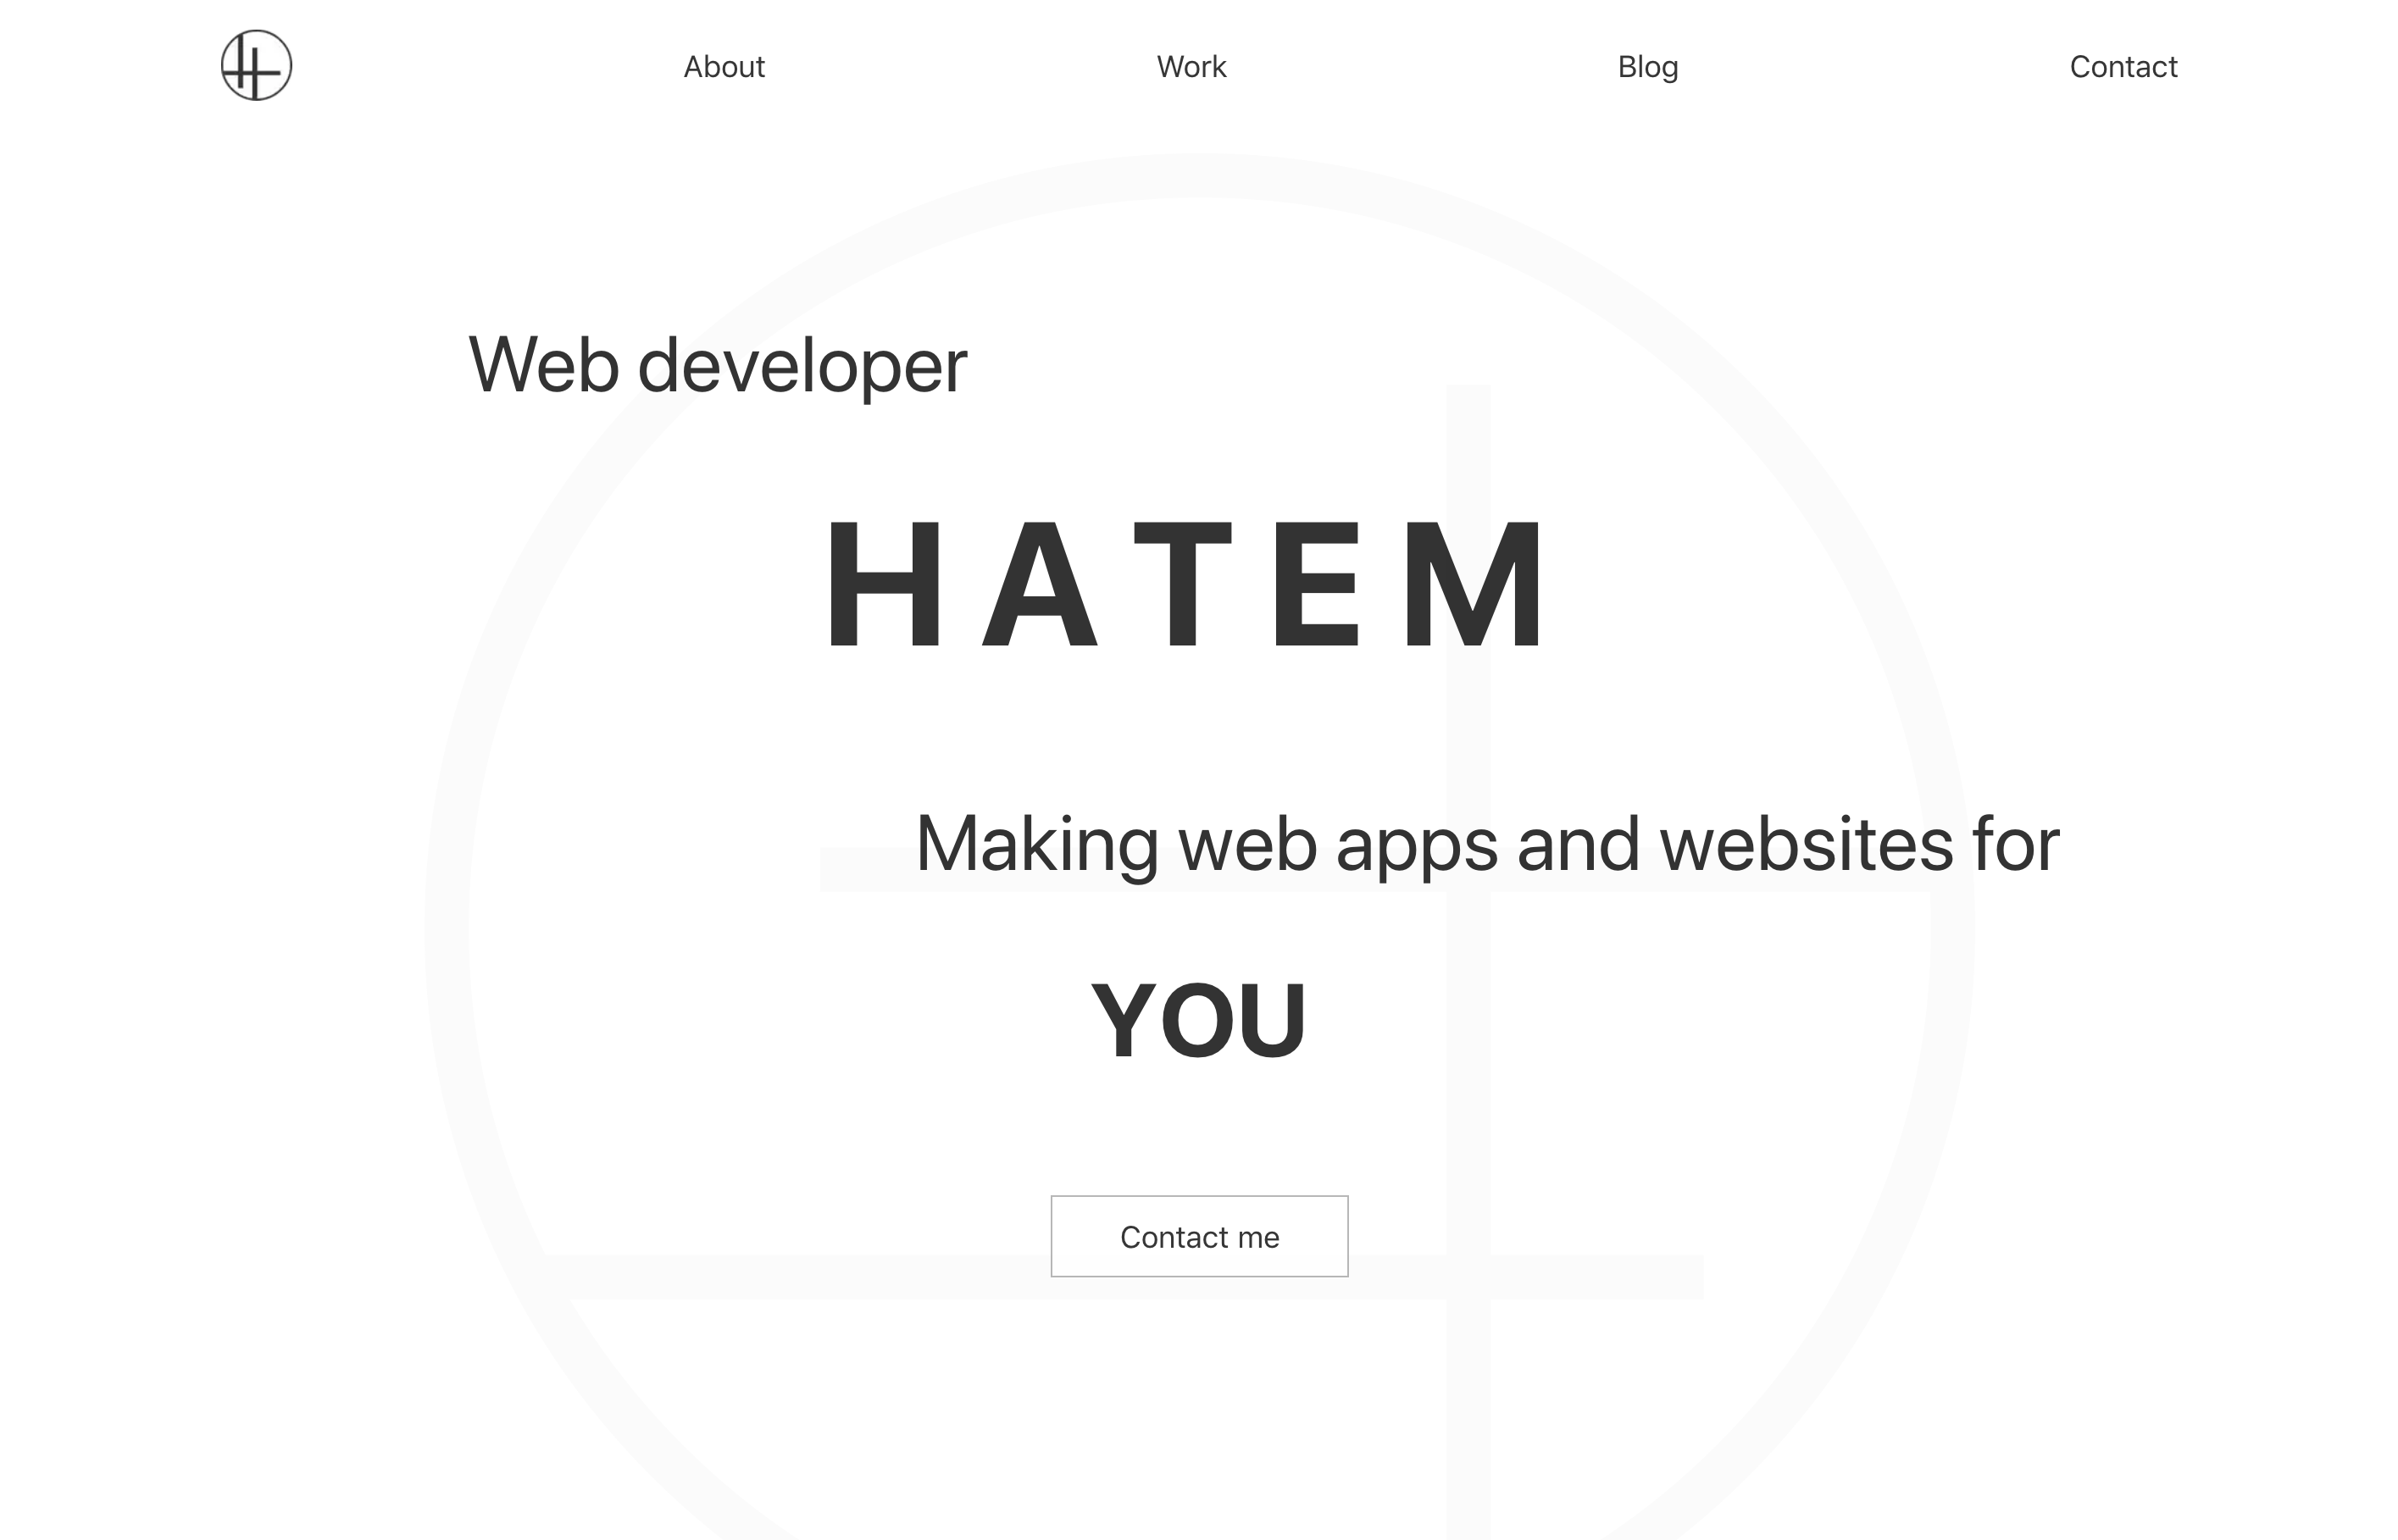 About
Work
Blog
Contact
Web developer
HATEM
Making web apps and websites for
YOU
Contact me